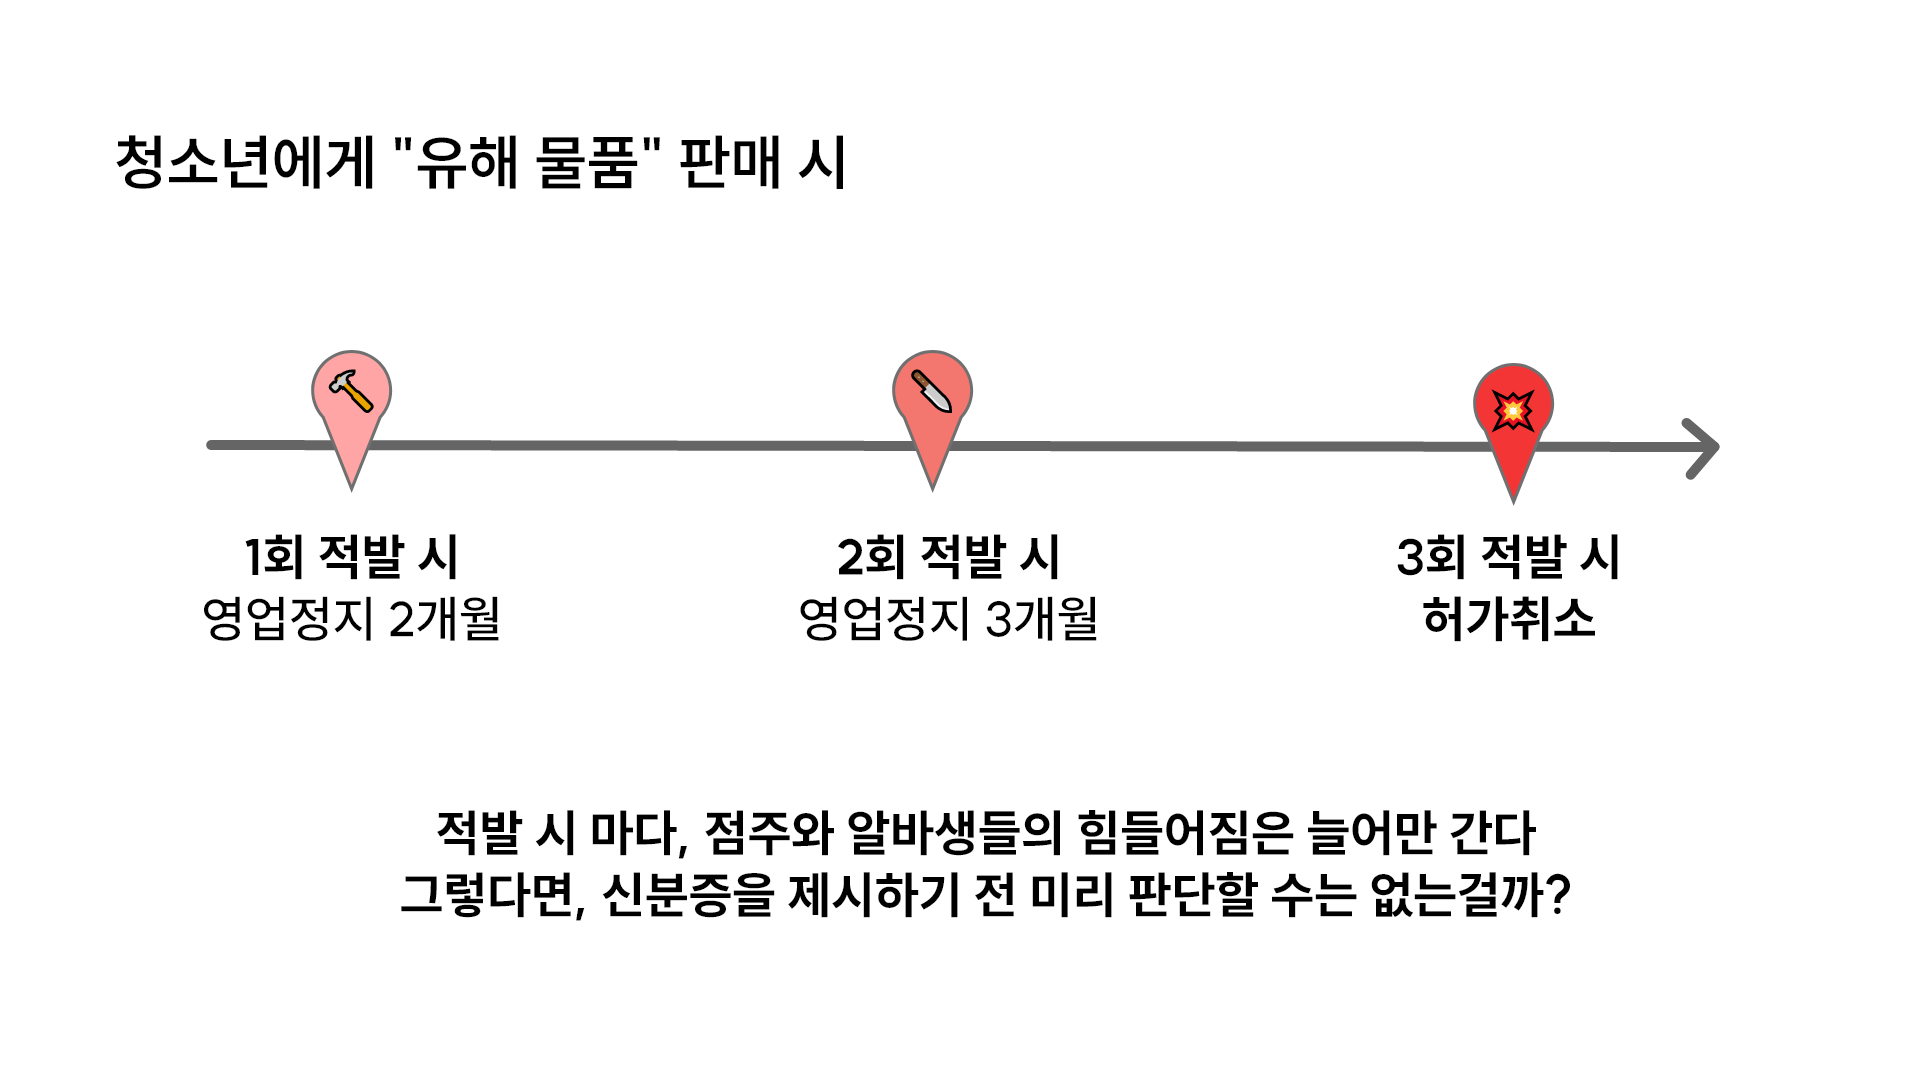 청소년에게 "유해 물품" 판매 시
1회 적발 시
영업정지 2개월
2회 적발 시
영업정지 3개월
3회 적발 시
허가취소
적발 시 마다, 점주와 알바생들의 힘들어짐은 늘어만 간다
그렇다면, 신분증을 제시하기 전 미리 판단할 수는 없는걸까?